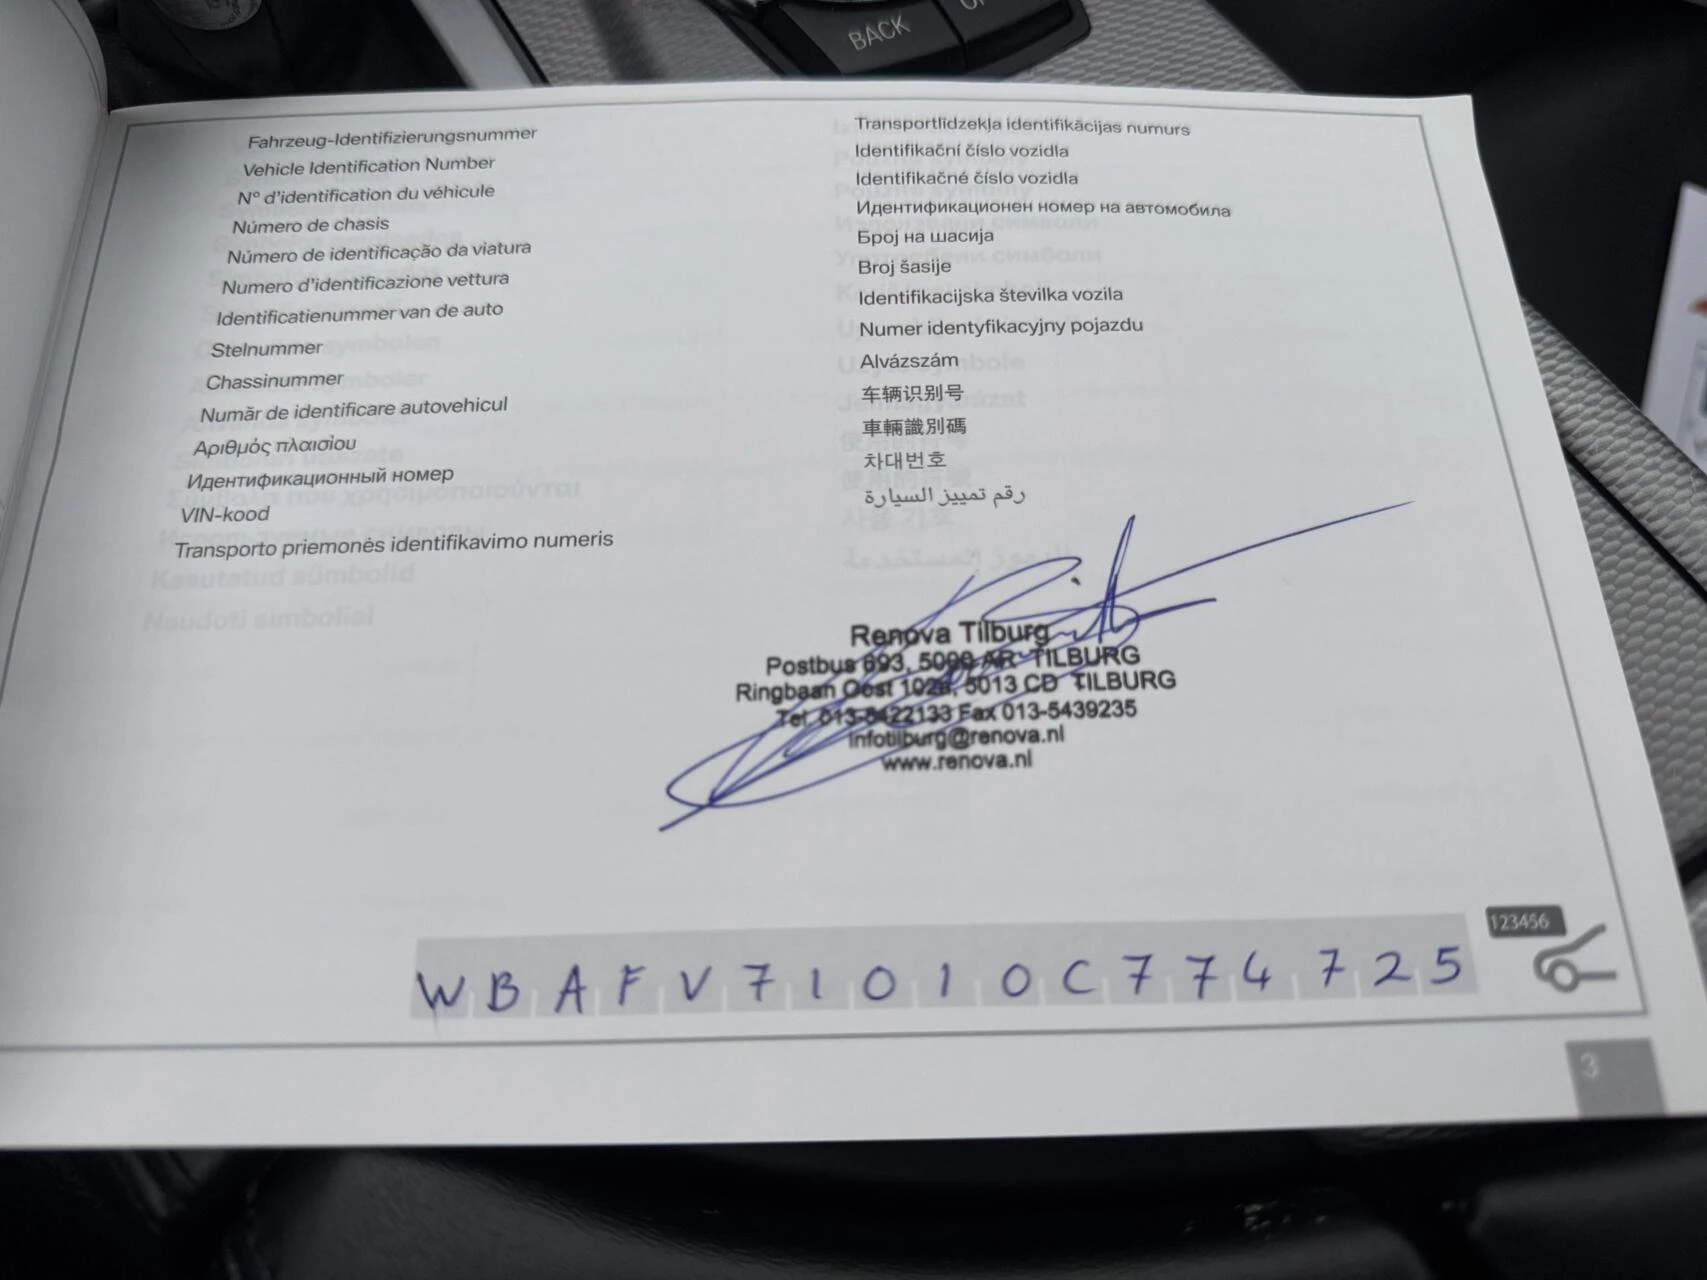 BACK
Fahrzeug-Identifizierungsnummer
Vehicle Identification Number
N° d'identification du véhicule
Número de chasis
Número de identificação da viatura
Numero d'identificazione vettura
Identificatienummer van de auto
Stelnummer
Chassinummer
Număr de identificare autovehicul
Αριθμός πλαισίου
Идентификационный номер
VIN-kood
Transporto priemonės identifikavimo numeris
Transportlīdzekļa identifikācijas numurs
Identifikační číslo vozidla
Identifikačné číslo vozidla
Идентификационен номер на автомобила
Број на шасија
Broj šasije
Identifikacijska številka vozila
Numer identyfikacyjny pojazdu
Alvázszám
车辆识别号
車輛識別碼
차대번호
رقم تمييز السيارة
Renova Tilburg
Postbus 693, 5000 AR TILBURG
Ringbaan Oost 102a, 5013 CD TILBURG
Tel 013-5422133 Fax 013-5439235
infotilburg@renova.nl
www.renova.nl
123456
WBAFV71010C774725
3